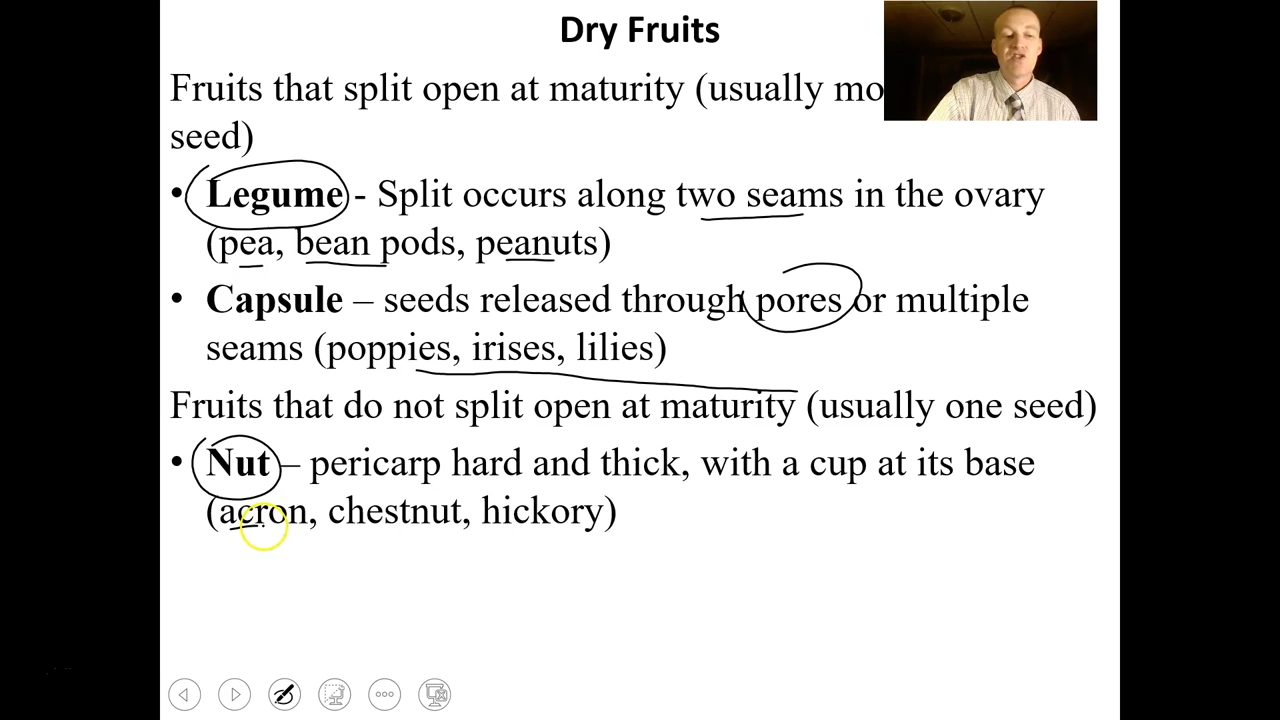 Dry Fruits
Fruits that split open at maturity (usually mo
seed)
• Legume - Split occurs along two seams in the ovary
(pea, bean pods, peanuts)
• Capsule – seeds released through pores or multiple
seams (poppies, irises, lilies)
Fruits that do not split open at maturity (usually one seed)
• Nut – pericarp hard and thick, with a cup at its base
(acron, chestnut, hickory)